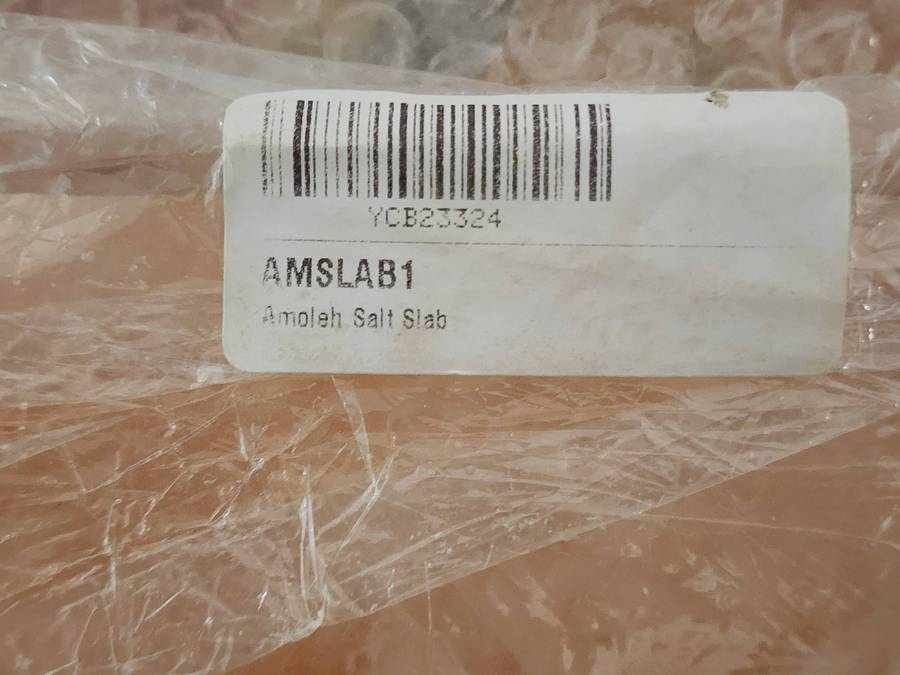 YCB23324
AMSLAB1
Amoleh Salt Slab